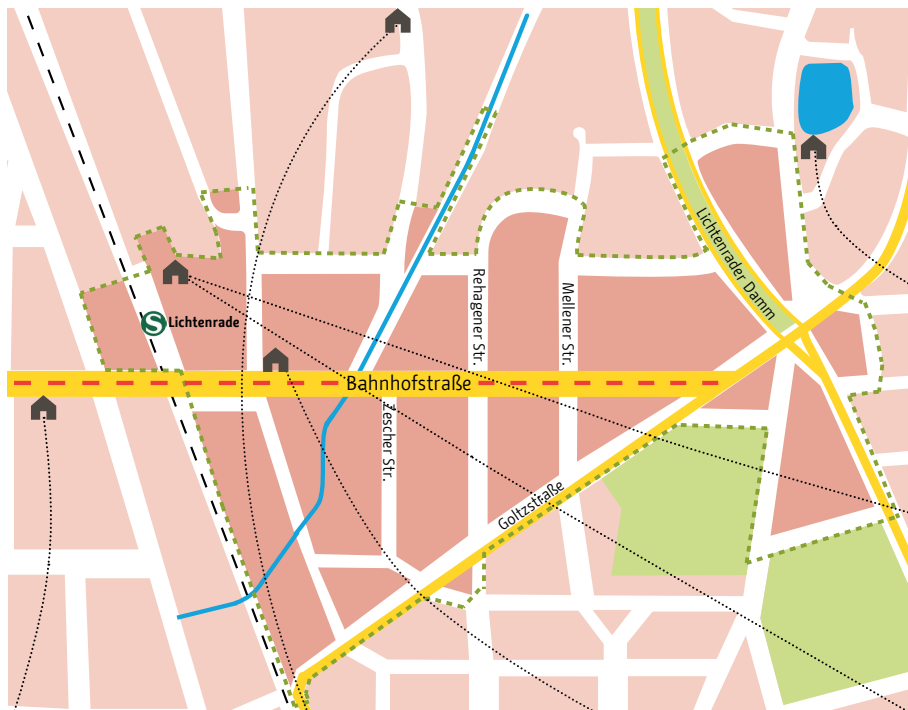 Lichtenrader Damm
Rehagener Str.
Mellener Str.
S Lichtenrade
Bahnhofstraße
Zescher Str.
Goltzstraße